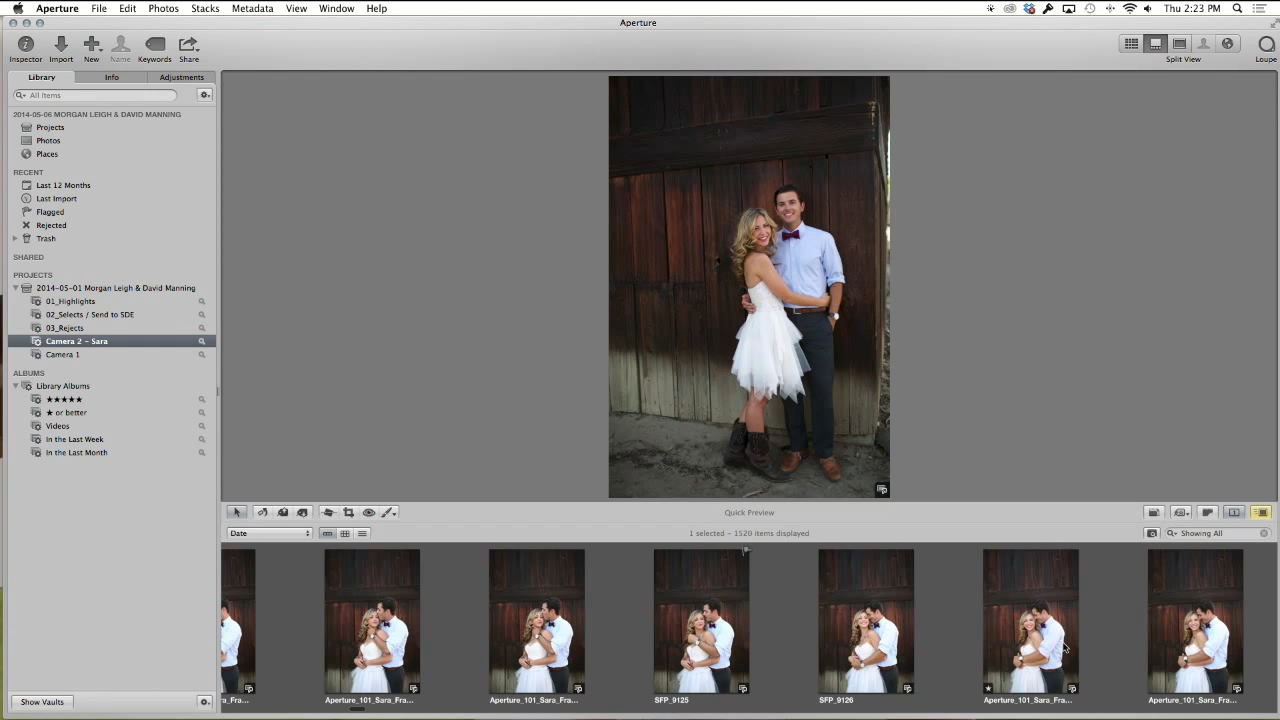 Aperture File Edit Photos Stacks Metadata View Window Help Thu 2:23 PM
Aperture
Inspector Import New Name Keywords Share Split View Loupe
Library Info Adjustments
All Items
2014-05-06 MORGAN LEIGH & DAVID MANNING
Projects
Photos
Places
RECENT
Last 12 Months
Last Import
Flagged
Rejected
Trash
SHARED
PROJECTS
2014-05-01 Morgan Leigh & David Manning
01_Highlights
02_Selects / Send to SDE
03_Rejects
Camera 2 - Sara
Camera 1
ALBUMS
Library Albums
★★★★★
★ or better
Videos
In the Last Week
In the Last Month
Show Vaults
Quick Preview
Date 1 selected - 1520 items displayed Showing All
ra_Fra... Aperture_101_Sara_Fra... Aperture_101_Sara_Fra... SFP_9125 SFP_9126 Aperture_101_Sara_Fra... Aperture_101_Sara_Fra...